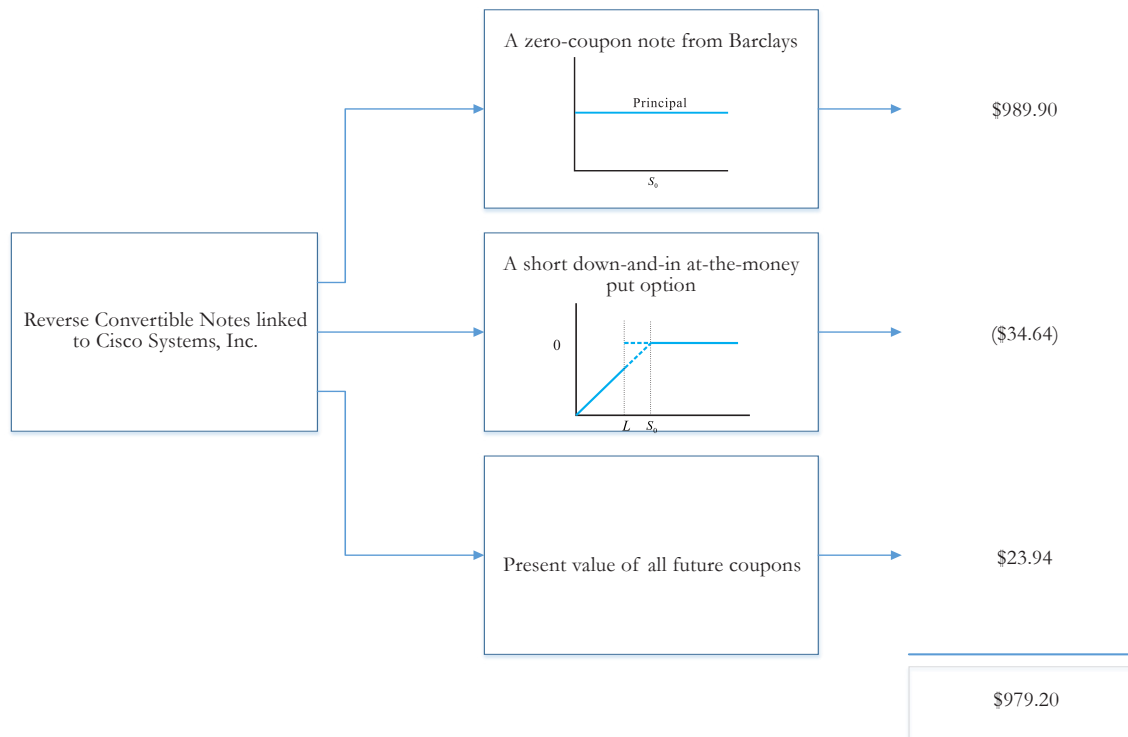 A zero-coupon note from Barclays
Principal
S₀
$989.90
Reverse Convertible Notes linked
to Cisco Systems, Inc.
A short down-and-in at-the-money
put option
0
L S₀
($34.64)
Present value of all future coupons
$23.94
$979.20